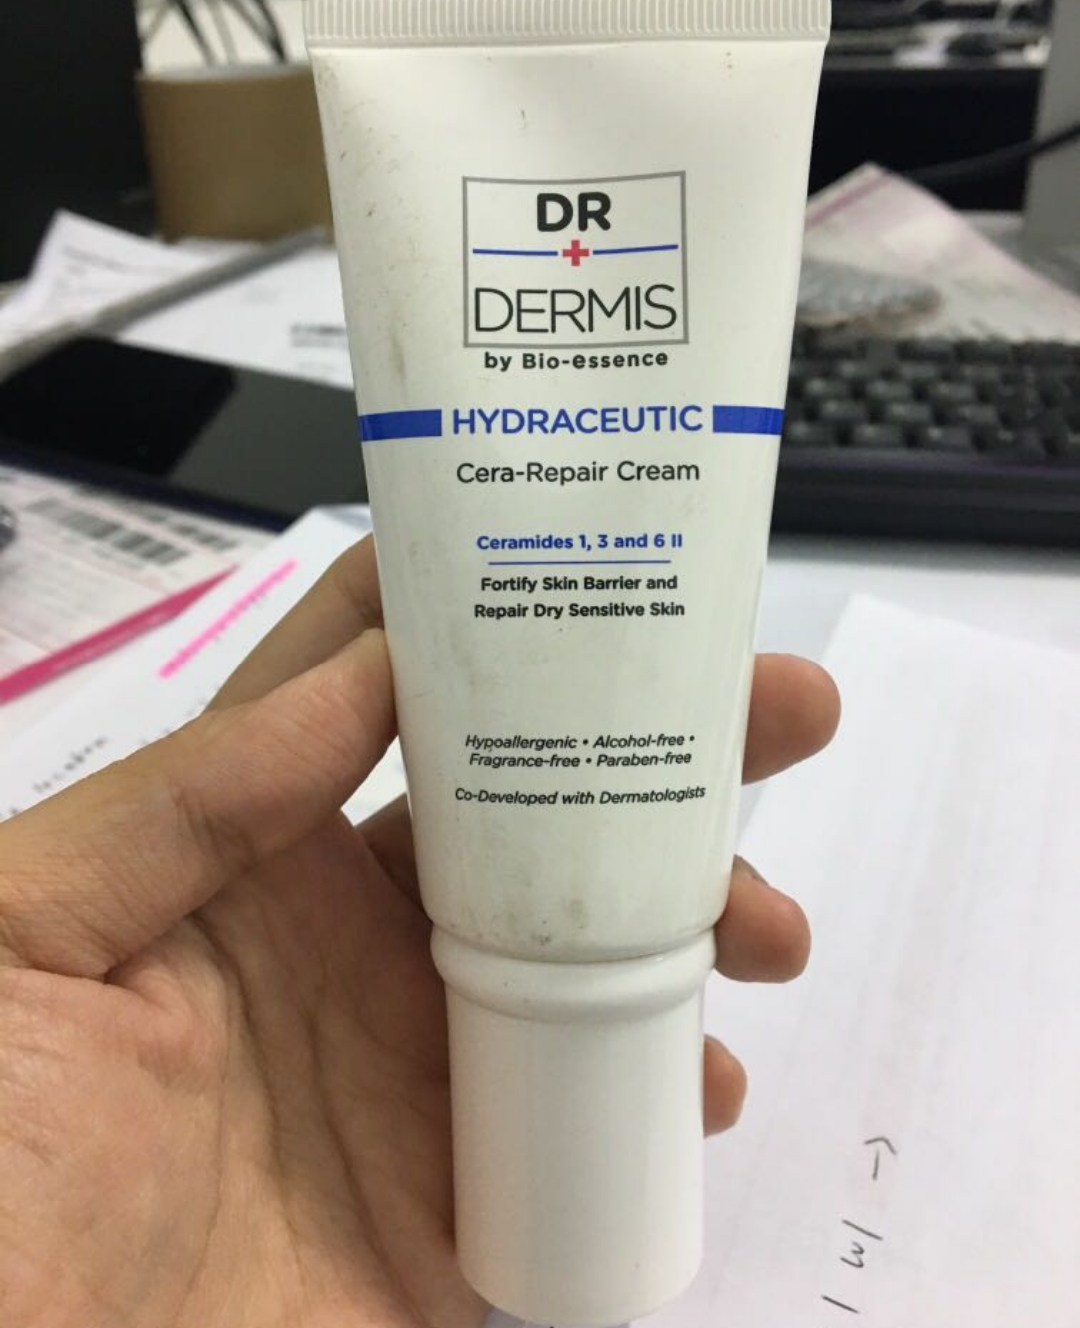 DR
DERMIS
by Bio-essence
HYDRACEUTIC
Cera-Repair Cream
Ceramides 1, 3 and 6 II
Fortify Skin Barrier and
Repair Dry Sensitive Skin
Hypoallergenic • Alcohol-free •
Fragrance-free • Paraben-free
Co-Developed with Dermatologists